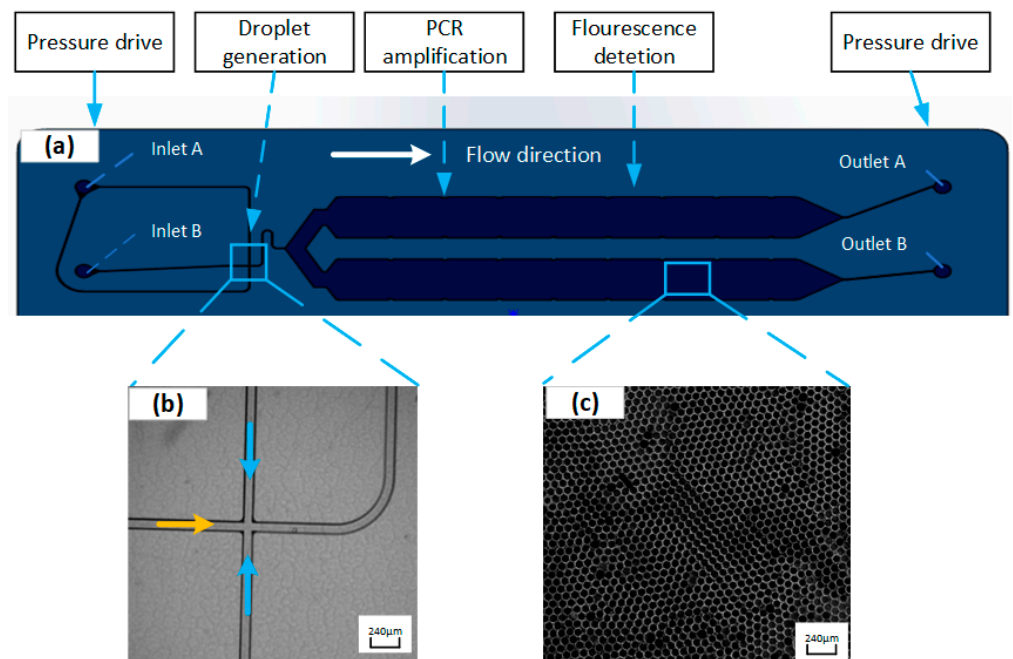 Pressure drive
Droplet
generation
PCR
amplification
Flourescence
detetion
Pressure drive
(a)
Inlet A
Flow direction
Outlet A
Inlet B
Outlet B
(b)
(c)
240μm
240μm